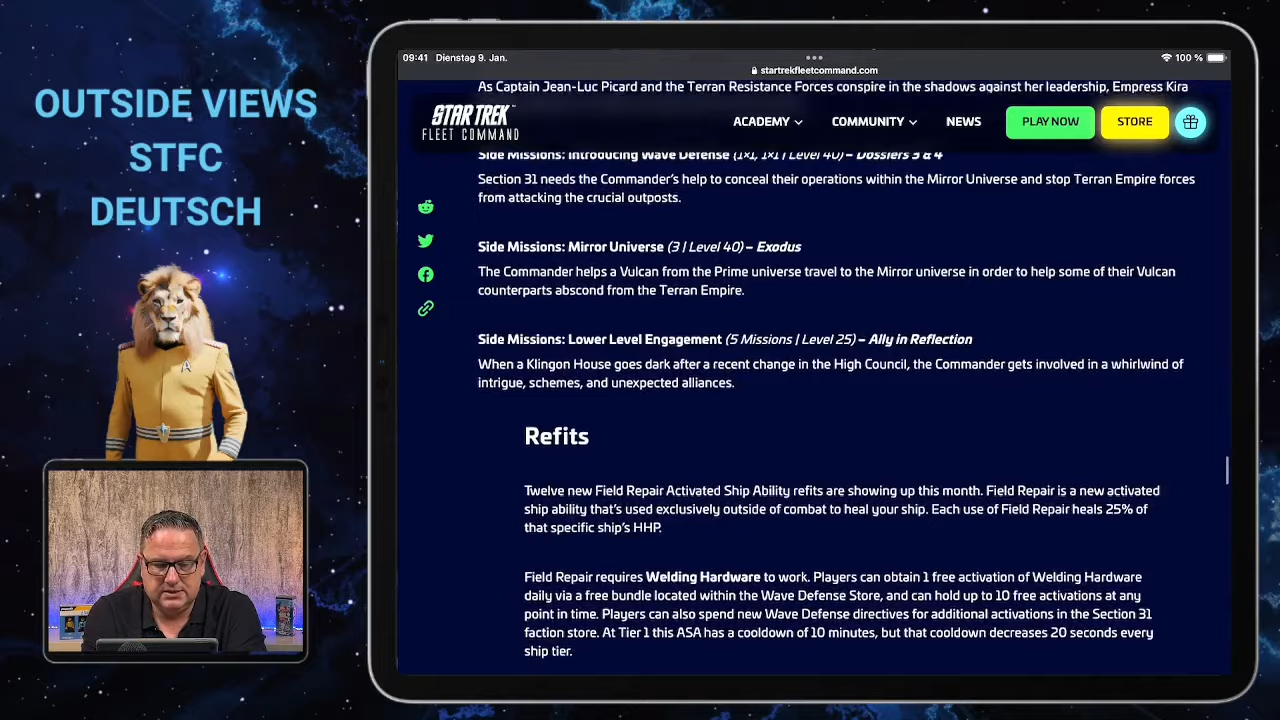 OUTSIDE VIEWS
STFC
DEUTSCH
09:41 Dienstag 9. Jan.
startrekfleetcommand.com
100 %
As Captain Jean-Luc Picard and the Terran Resistance Forces conspire in the shadows against her leadership, Empress Kira
STAR TREK
FLEET COMMAND
ACADEMY
COMMUNITY
NEWS
PLAY NOW
STORE
Side Missions: Introducing Wave Defense (1×1, 1×1 | Level 40) – Dossiers 3 & 4
Section 31 needs the Commander's help to conceal their operations within the Mirror Universe and stop Terran Empire forces
from attacking the crucial outposts.
Side Missions: Mirror Universe (3 | Level 40) – Exodus
The Commander helps a Vulcan from the Prime universe travel to the Mirror universe in order to help some of their Vulcan
counterparts abscond from the Terran Empire.
Side Missions: Lower Level Engagement (5 Missions | Level 25) – Ally in Reflection
When a Klingon House goes dark after a recent change in the High Council, the Commander gets involved in a whirlwind of
intrigue, schemes, and unexpected alliances.
Refits
Twelve new Field Repair Activated Ship Ability refits are showing up this month. Field Repair is a new activated
ship ability that's used exclusively outside of combat to heal your ship. Each use of Field Repair heals 25% of
that specific ship's HHP.
Field Repair requires Welding Hardware to work. Players can obtain 1 free activation of Welding Hardware
daily via a free bundle located within the Wave Defense Store, and can hold up to 10 free activations at any
point in time. Players can also spend new Wave Defense directives for additional activations in the Section 31
faction store. At Tier 1 this ASA has a cooldown of 10 minutes, but that cooldown decreases 20 seconds every
ship tier.